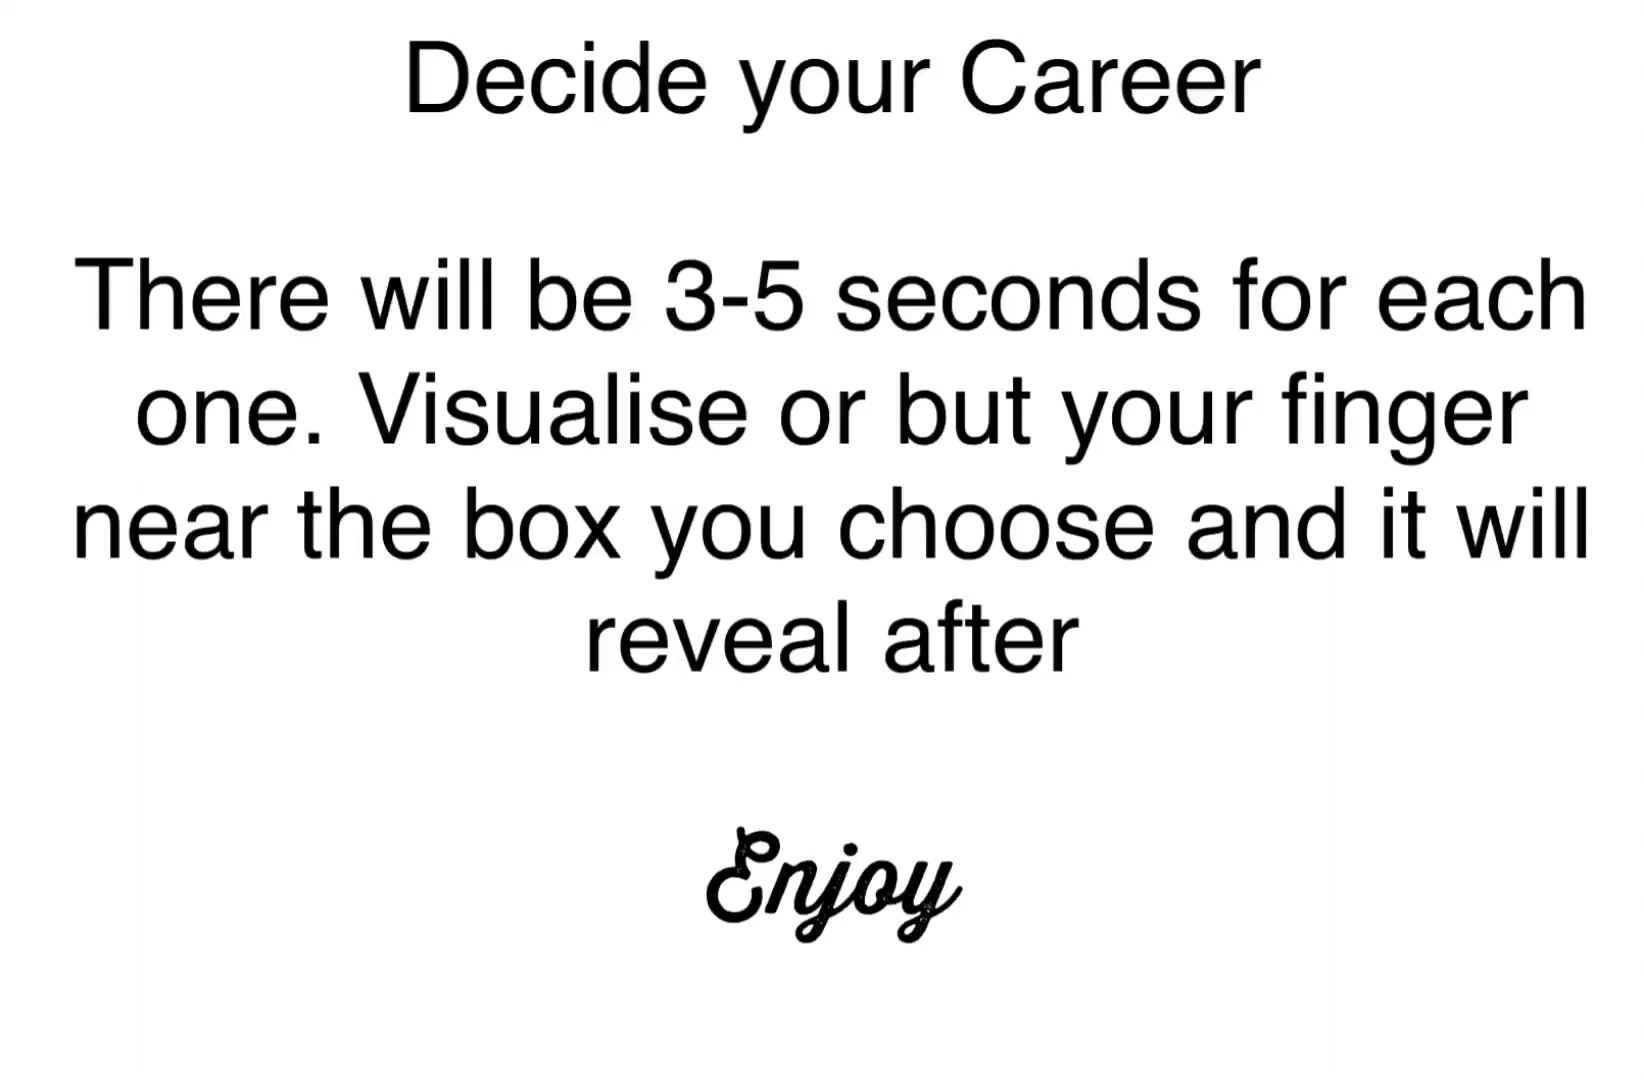 Decide your Career
There will be 3-5 seconds for each
one. Visualise or but your finger
near the box you choose and it will
reveal after
Enjoy